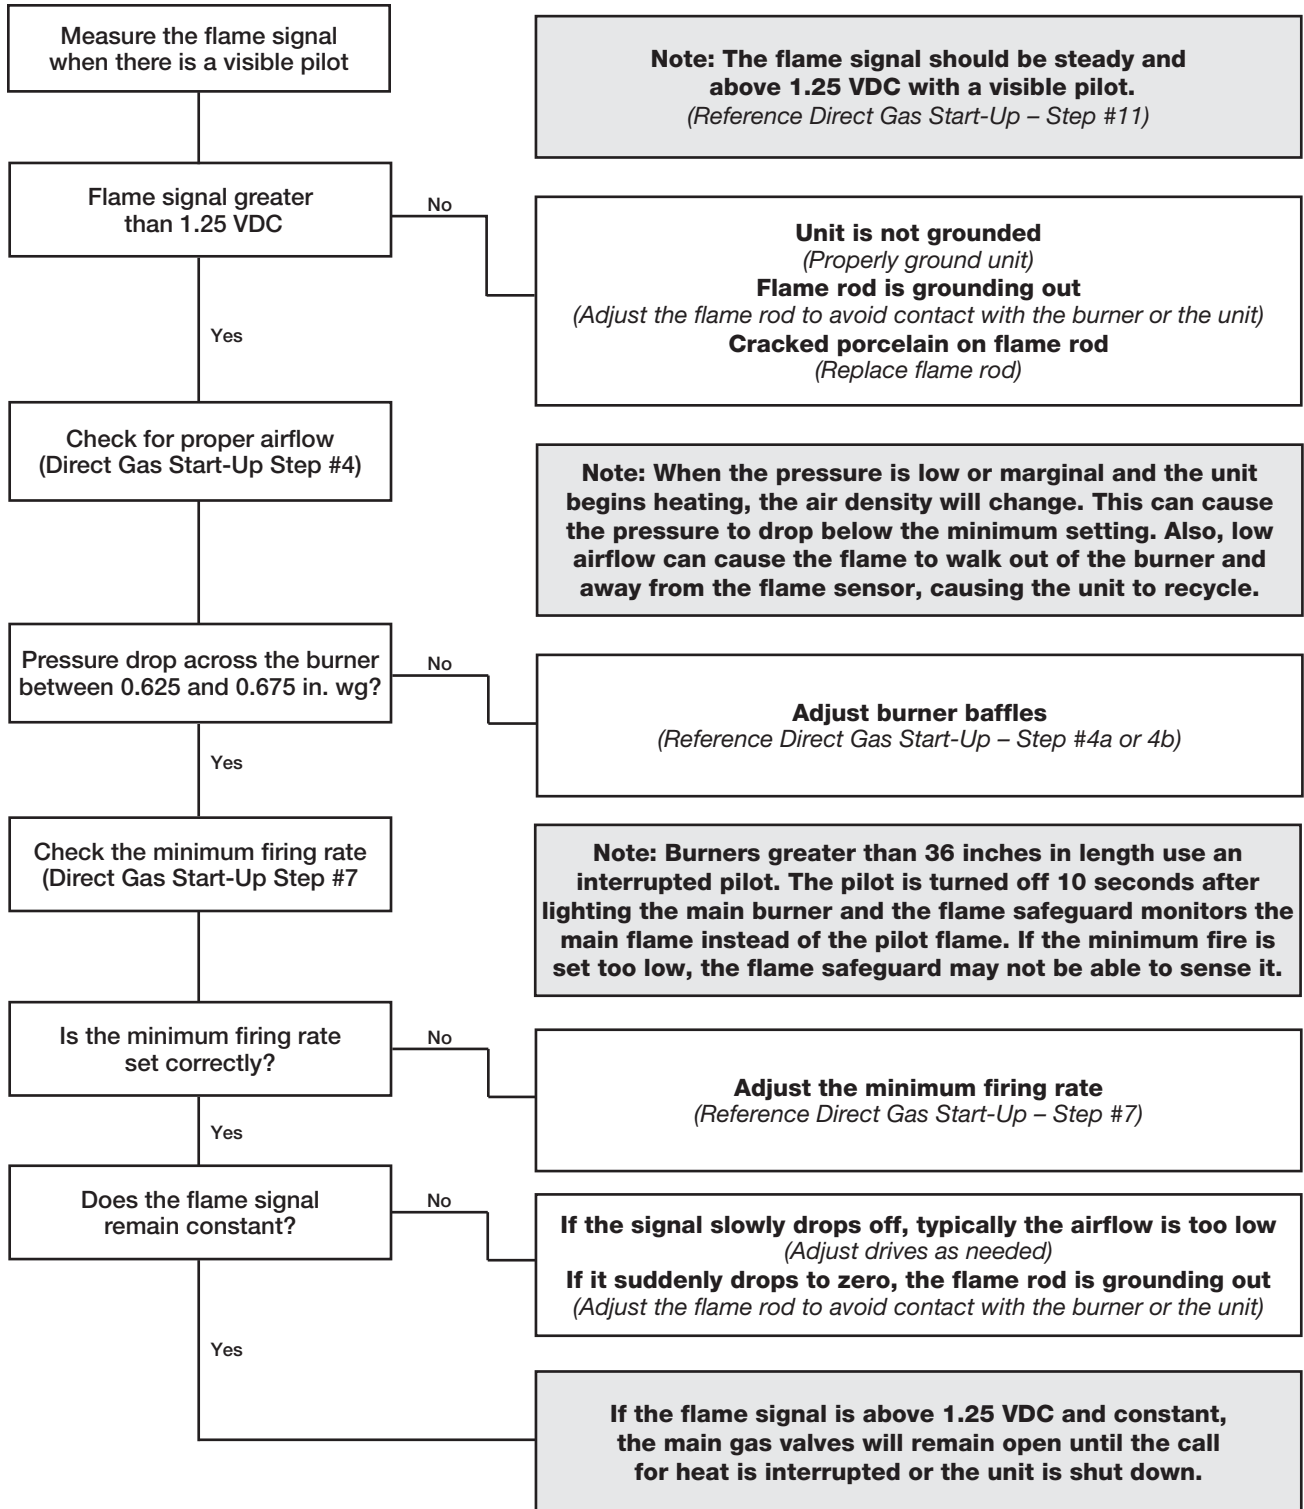 Measure the flame signal
when there is a visible pilot
Note: The flame signal should be steady and
above 1.25 VDC with a visible pilot.
(Reference Direct Gas Start-Up – Step #11)
Flame signal greater
than 1.25 VDC
No
Unit is not grounded
(Properly ground unit)
Flame rod is grounding out
(Adjust the flame rod to avoid contact with the burner or the unit)
Cracked porcelain on flame rod
(Replace flame rod)
Yes
Check for proper airflow
(Direct Gas Start-Up Step #4)
Note: When the pressure is low or marginal and the unit
begins heating, the air density will change. This can cause
the pressure to drop below the minimum setting. Also, low
airflow can cause the flame to walk out of the burner and
away from the flame sensor, causing the unit to recycle.
Pressure drop across the burner
between 0.625 and 0.675 in. wg?
No
Adjust burner baffles
(Reference Direct Gas Start-Up – Step #4a or 4b)
Yes
Check the minimum firing rate
(Direct Gas Start-Up Step #7
Note: Burners greater than 36 inches in length use an
interrupted pilot. The pilot is turned off 10 seconds after
lighting the main burner and the flame safeguard monitors the
main flame instead of the pilot flame. If the minimum fire is
set too low, the flame safeguard may not be able to sense it.
Is the minimum firing rate
set correctly?
No
Adjust the minimum firing rate
(Reference Direct Gas Start-Up – Step #7)
Yes
Does the flame signal
remain constant?
No
If the signal slowly drops off, typically the airflow is too low
(Adjust drives as needed)
If it suddenly drops to zero, the flame rod is grounding out
(Adjust the flame rod to avoid contact with the burner or the unit)
Yes
If the flame signal is above 1.25 VDC and constant,
the main gas valves will remain open until the call
for heat is interrupted or the unit is shut down.